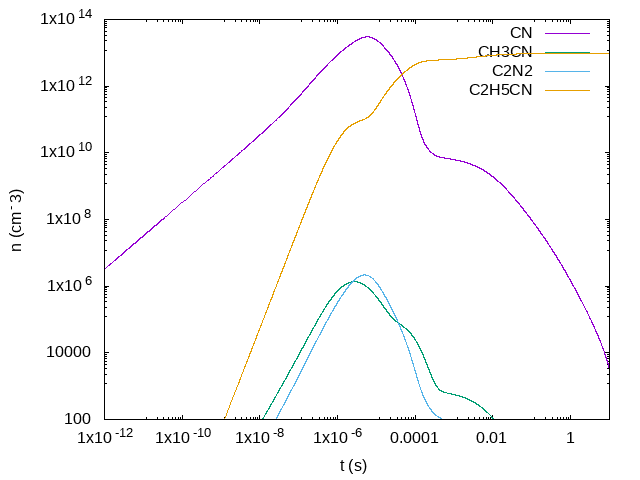 1x10^14
1x10^12
1x10^10
1x10^8
1x10^6
10000
100
n (cm^-3)
CN
CH3CN
C2N2
C2H5CN
1x10^-12
1x10^-10
1x10^-8
1x10^-6
0.0001
0.01
1
t (s)